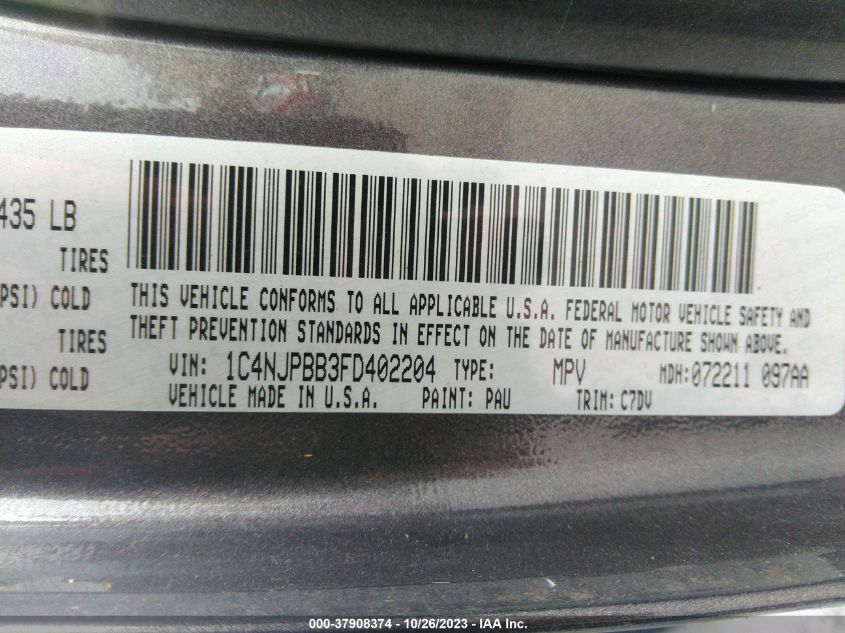 435 LB
TIRES
PSI) COLD
TIRES
PSI) COLD
THIS VEHICLE CONFORMS TO ALL APPLICABLE U.S.A. FEDERAL MOTOR VEHICLE SAFETY AND
THEFT PREVENTION STANDARDS IN EFFECT ON THE DATE OF MANUFACTURE SHOWN ABOVE.
VIN: 1C4NJPBB3FD402204 TYPE: MPV MDH:072211 097AA
VEHICLE MADE IN U.S.A. PAINT: PAU TRIM: C7DV
000-37908374 | 10/26/2023 - IAA Inc.